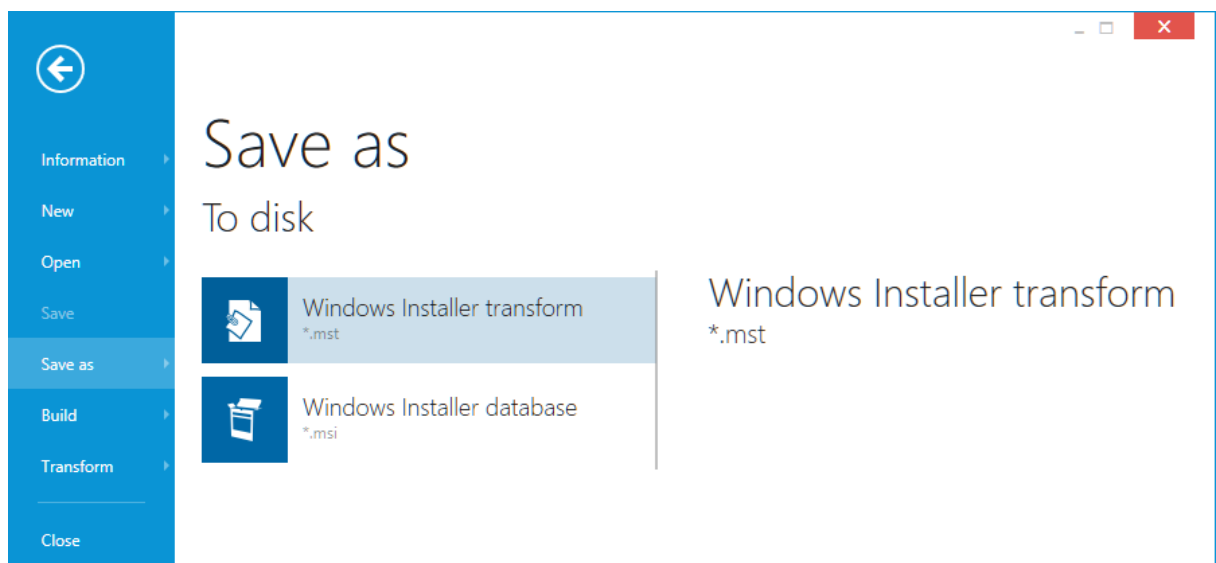 Information
New
Open
Save
Save as
Build
Transform
Close
Save as
To disk
Windows Installer transform
*.mst
Windows Installer database
*.msi
Windows Installer transform
*.mst